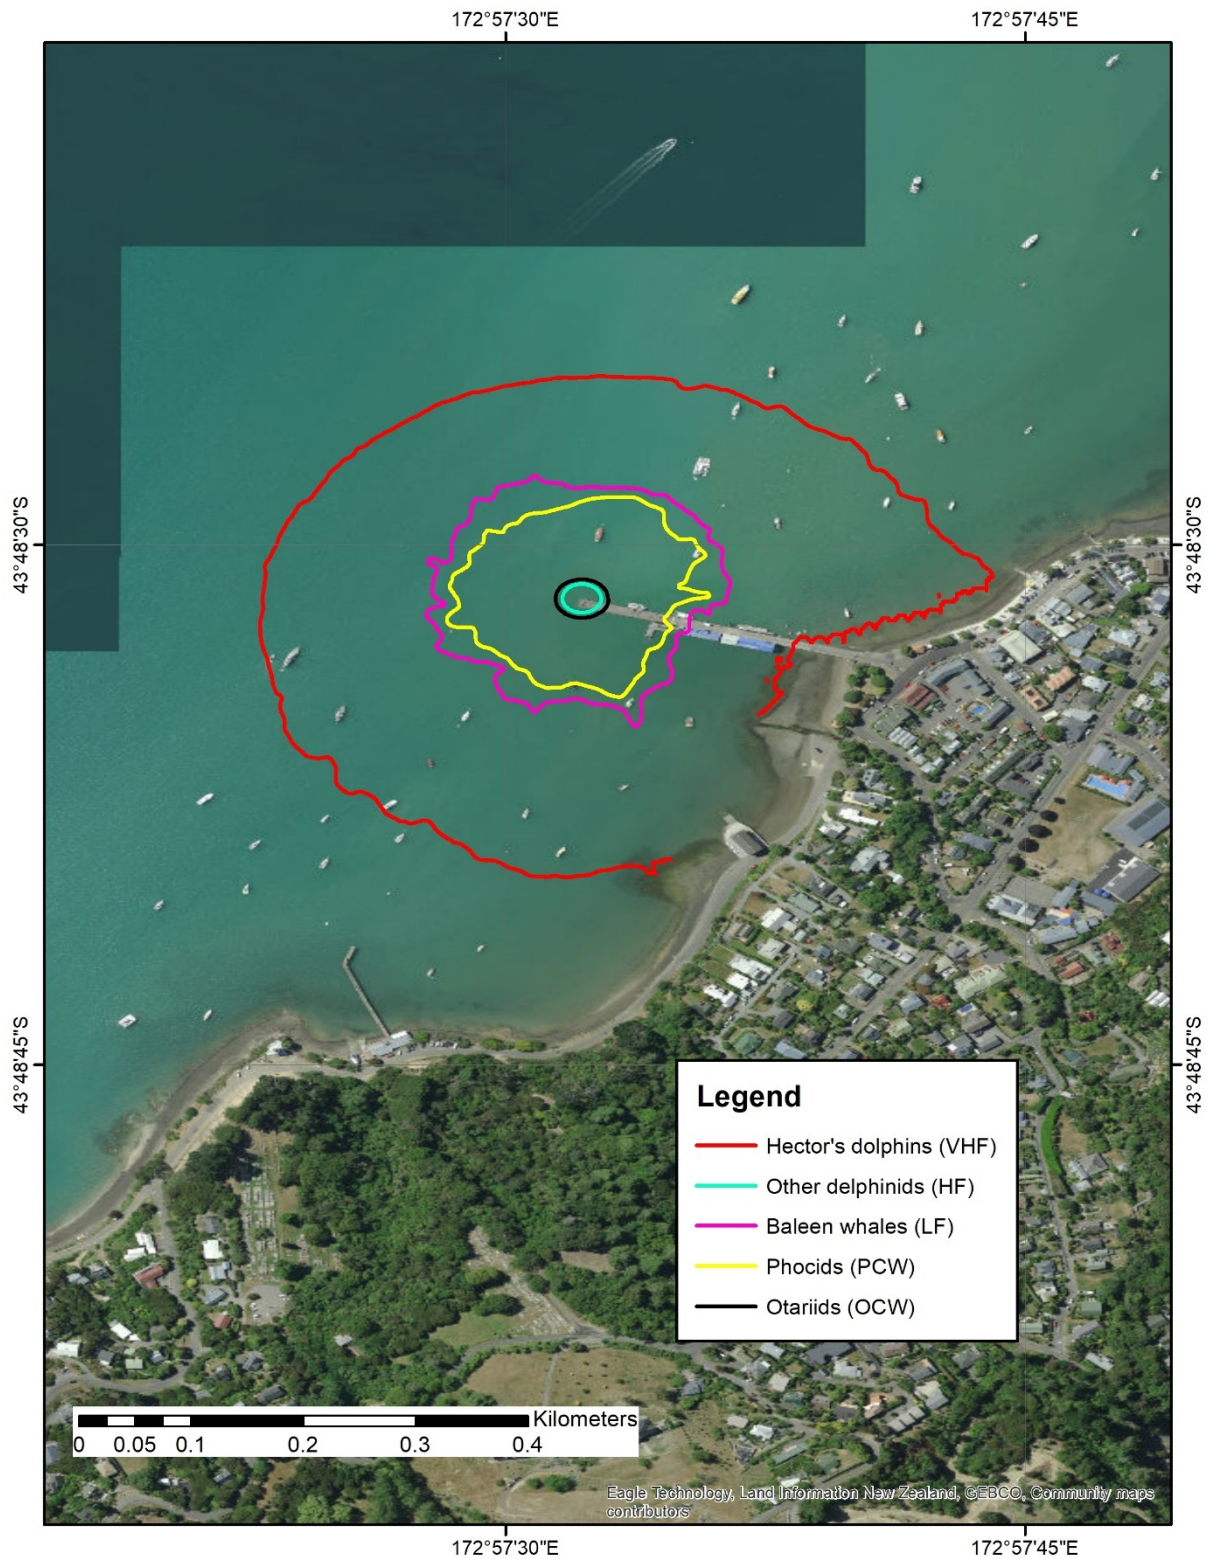 172°57'30"E
172°57'45"E
43°48'30"S
43°48'30"S
43°48'45"S
43°48'45"S
Legend
Hector's dolphins (VHF)
Other delphinids (HF)
Baleen whales (LF)
Phocids (PCW)
Otariids (OCW)
Kilometers
0 0.05 0.1 0.2 0.3 0.4
Eagle Technology, Land Information New Zealand, GEBCO, Community maps
contributors
172°57'30"E
172°57'45"E